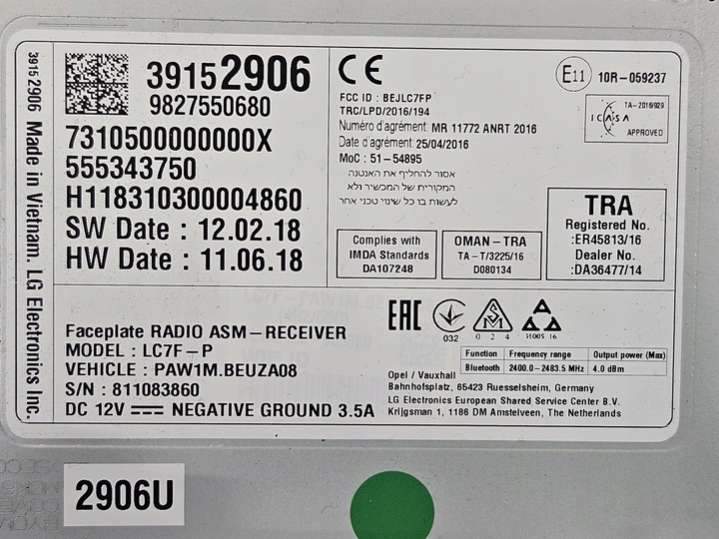 39152906 Made in Vietnam. LG Electronics Inc.
39152906
9827550680
7310500000000X
555343750
H118310300004860
SW Date : 12.02.18
HW Date : 11.06.18
CE
FCC ID : BEJLC7FP
TRC/LPD/2016/194
Numéro d'agrément: MR 11772 ANRT 2016
Date d'agrément: 25/04/2016
MoC: 51-54895
אסור להחליף את האנטנה
המקורית של המכשיר ולא
לעשות בו כל שינוי טכני אחר
E11 10R-059237
TA-2016/929
ICASA
APPROVED
Complies with
IMDA Standards
DA107248
OMAN-TRA
TA-T/3225/16
D080134
TRA
Registered No.
:ER45813/16
Dealer No.
:DA36477/14
EAC
032
024
Faceplate RADIO ASM-RECEIVER
MODEL : LC7F-P
VEHICLE : PAW1M.BEUZA08
S/N : 811083860
DC 12V NEGATIVE GROUND 3.5A
Function Frequency range Output power (Max)
Bluetooth 2400.0-2483.5 MHz 4.0 dBm
Opel / Vauxhall
Bahnhofsplatz, 65423 Ruesselsheim, Germany
LG Electronics European Shared Service Center B.V.
Krijgsman 1, 1186 DM Amstelveen, The Netherlands
2906U